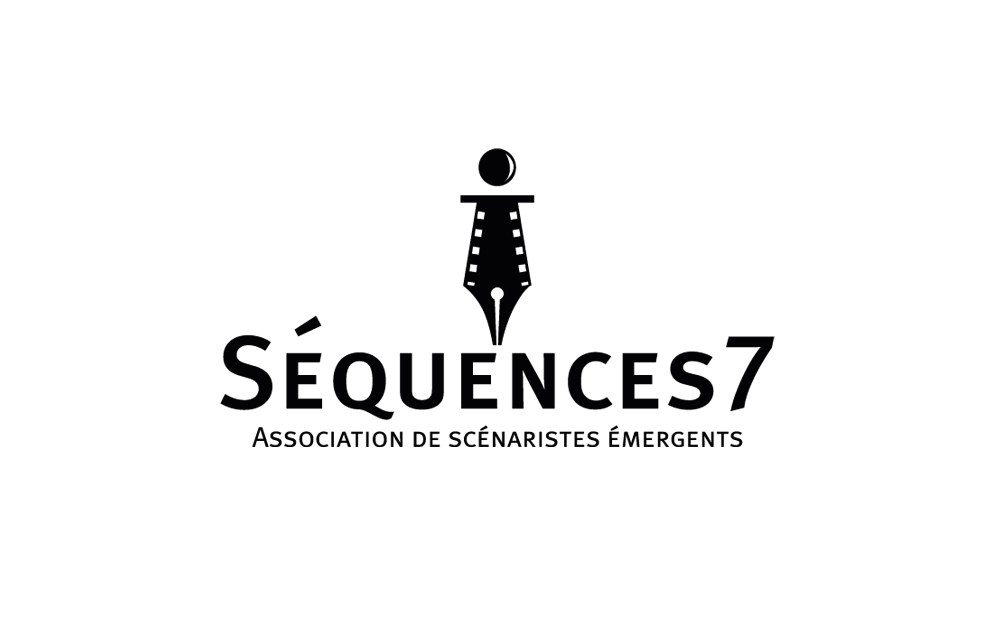 SÉQUENCES7
ASSOCIATION DE SCÉNARISTES ÉMERGENTS